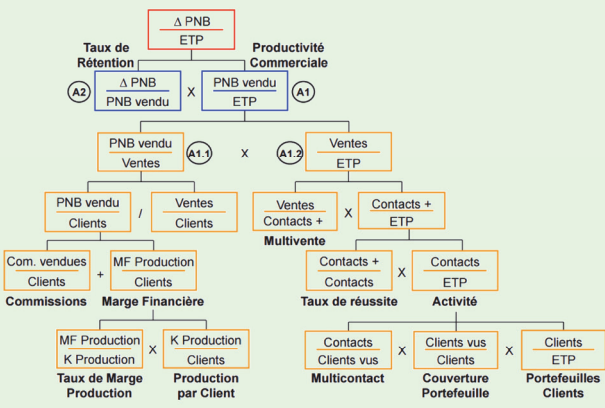 Δ PNB
ETP
Taux de
Rétention
Productivité
Commerciale
A2
Δ PNB
PNB vendu
X
PNB vendu
ETP
A1
PNB vendu
Ventes
A1.1
X
A1.2
Ventes
ETP
PNB vendu
Clients
/
Ventes
Clients
Ventes
Contacts +
Multivente
X
Contacts +
ETP
Com. vendues
Clients
Commissions
+
MF Production
Clients
Marge Financière
Contacts +
Contacts
Taux de réussite
X
Contacts
ETP
Activité
MF Production
K Production
Taux de Marge
Production
X
K Production
Clients
Production
par Client
Contacts
Clients vus
Multicontact
X
Clients vus
Clients
Couverture
Portefeuille
X
Clients
ETP
Portefeuilles
Clients